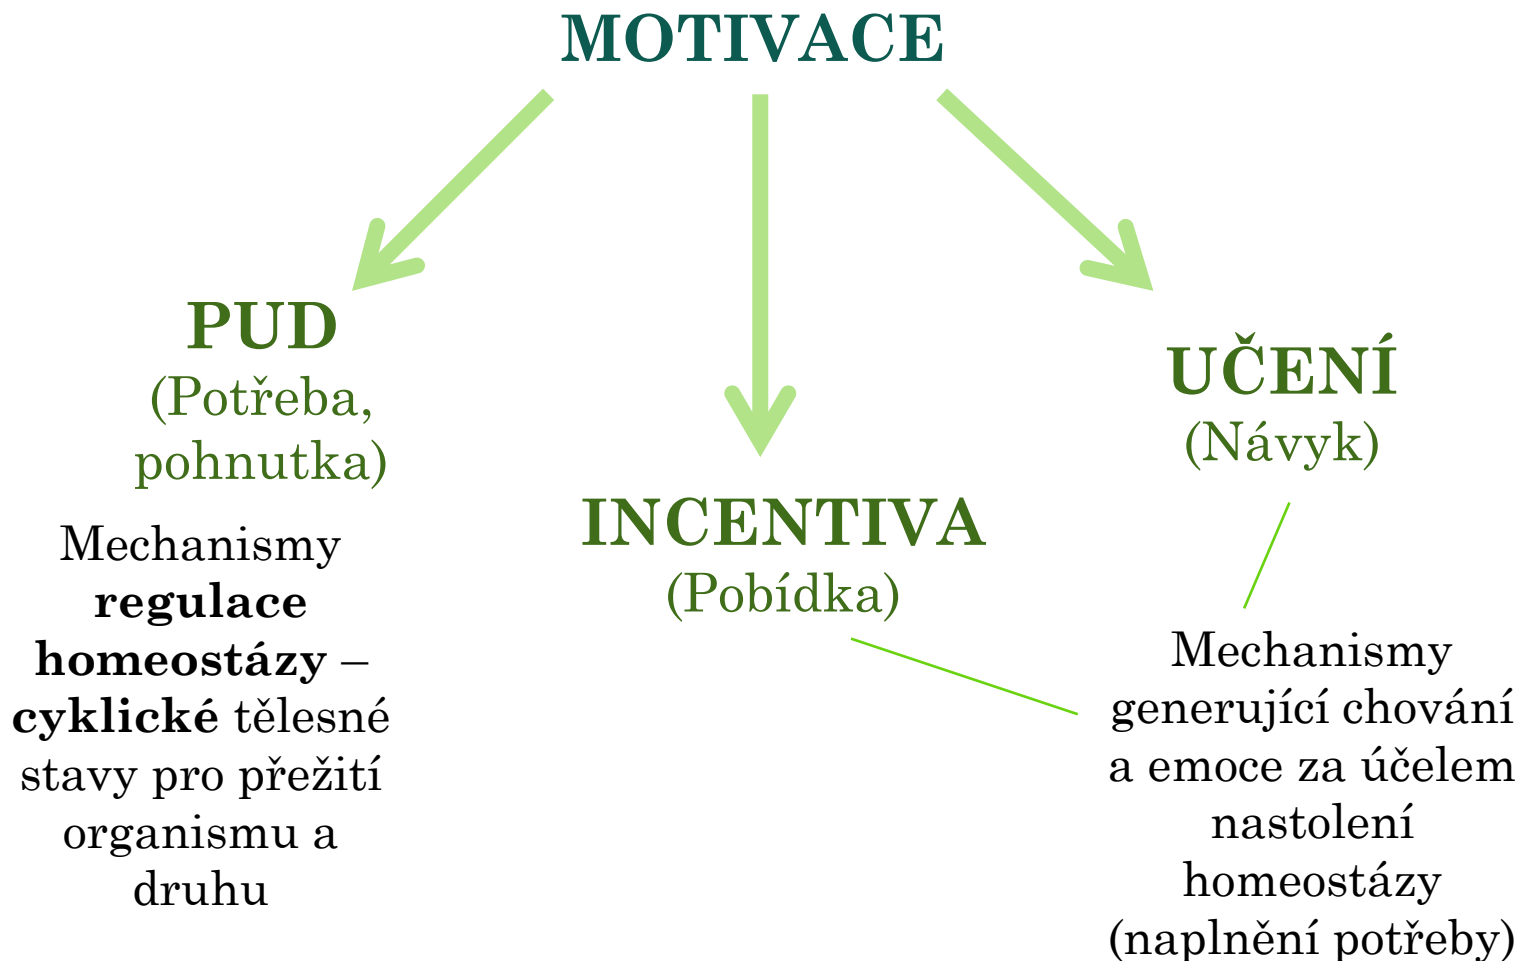 MOTIVACE
PUD
(Potřeba,
pohnutka)
Mechanismy
regulace
homeostázy –
cyklické tělesné
stavy pro přežití
organismu a
druhu
INCENTIVA
(Pobídka)
UČENÍ
(Návyk)
Mechanismy
generující chování
a emoce za účelem
nastolení
homeostázy
(naplnění potřeby)